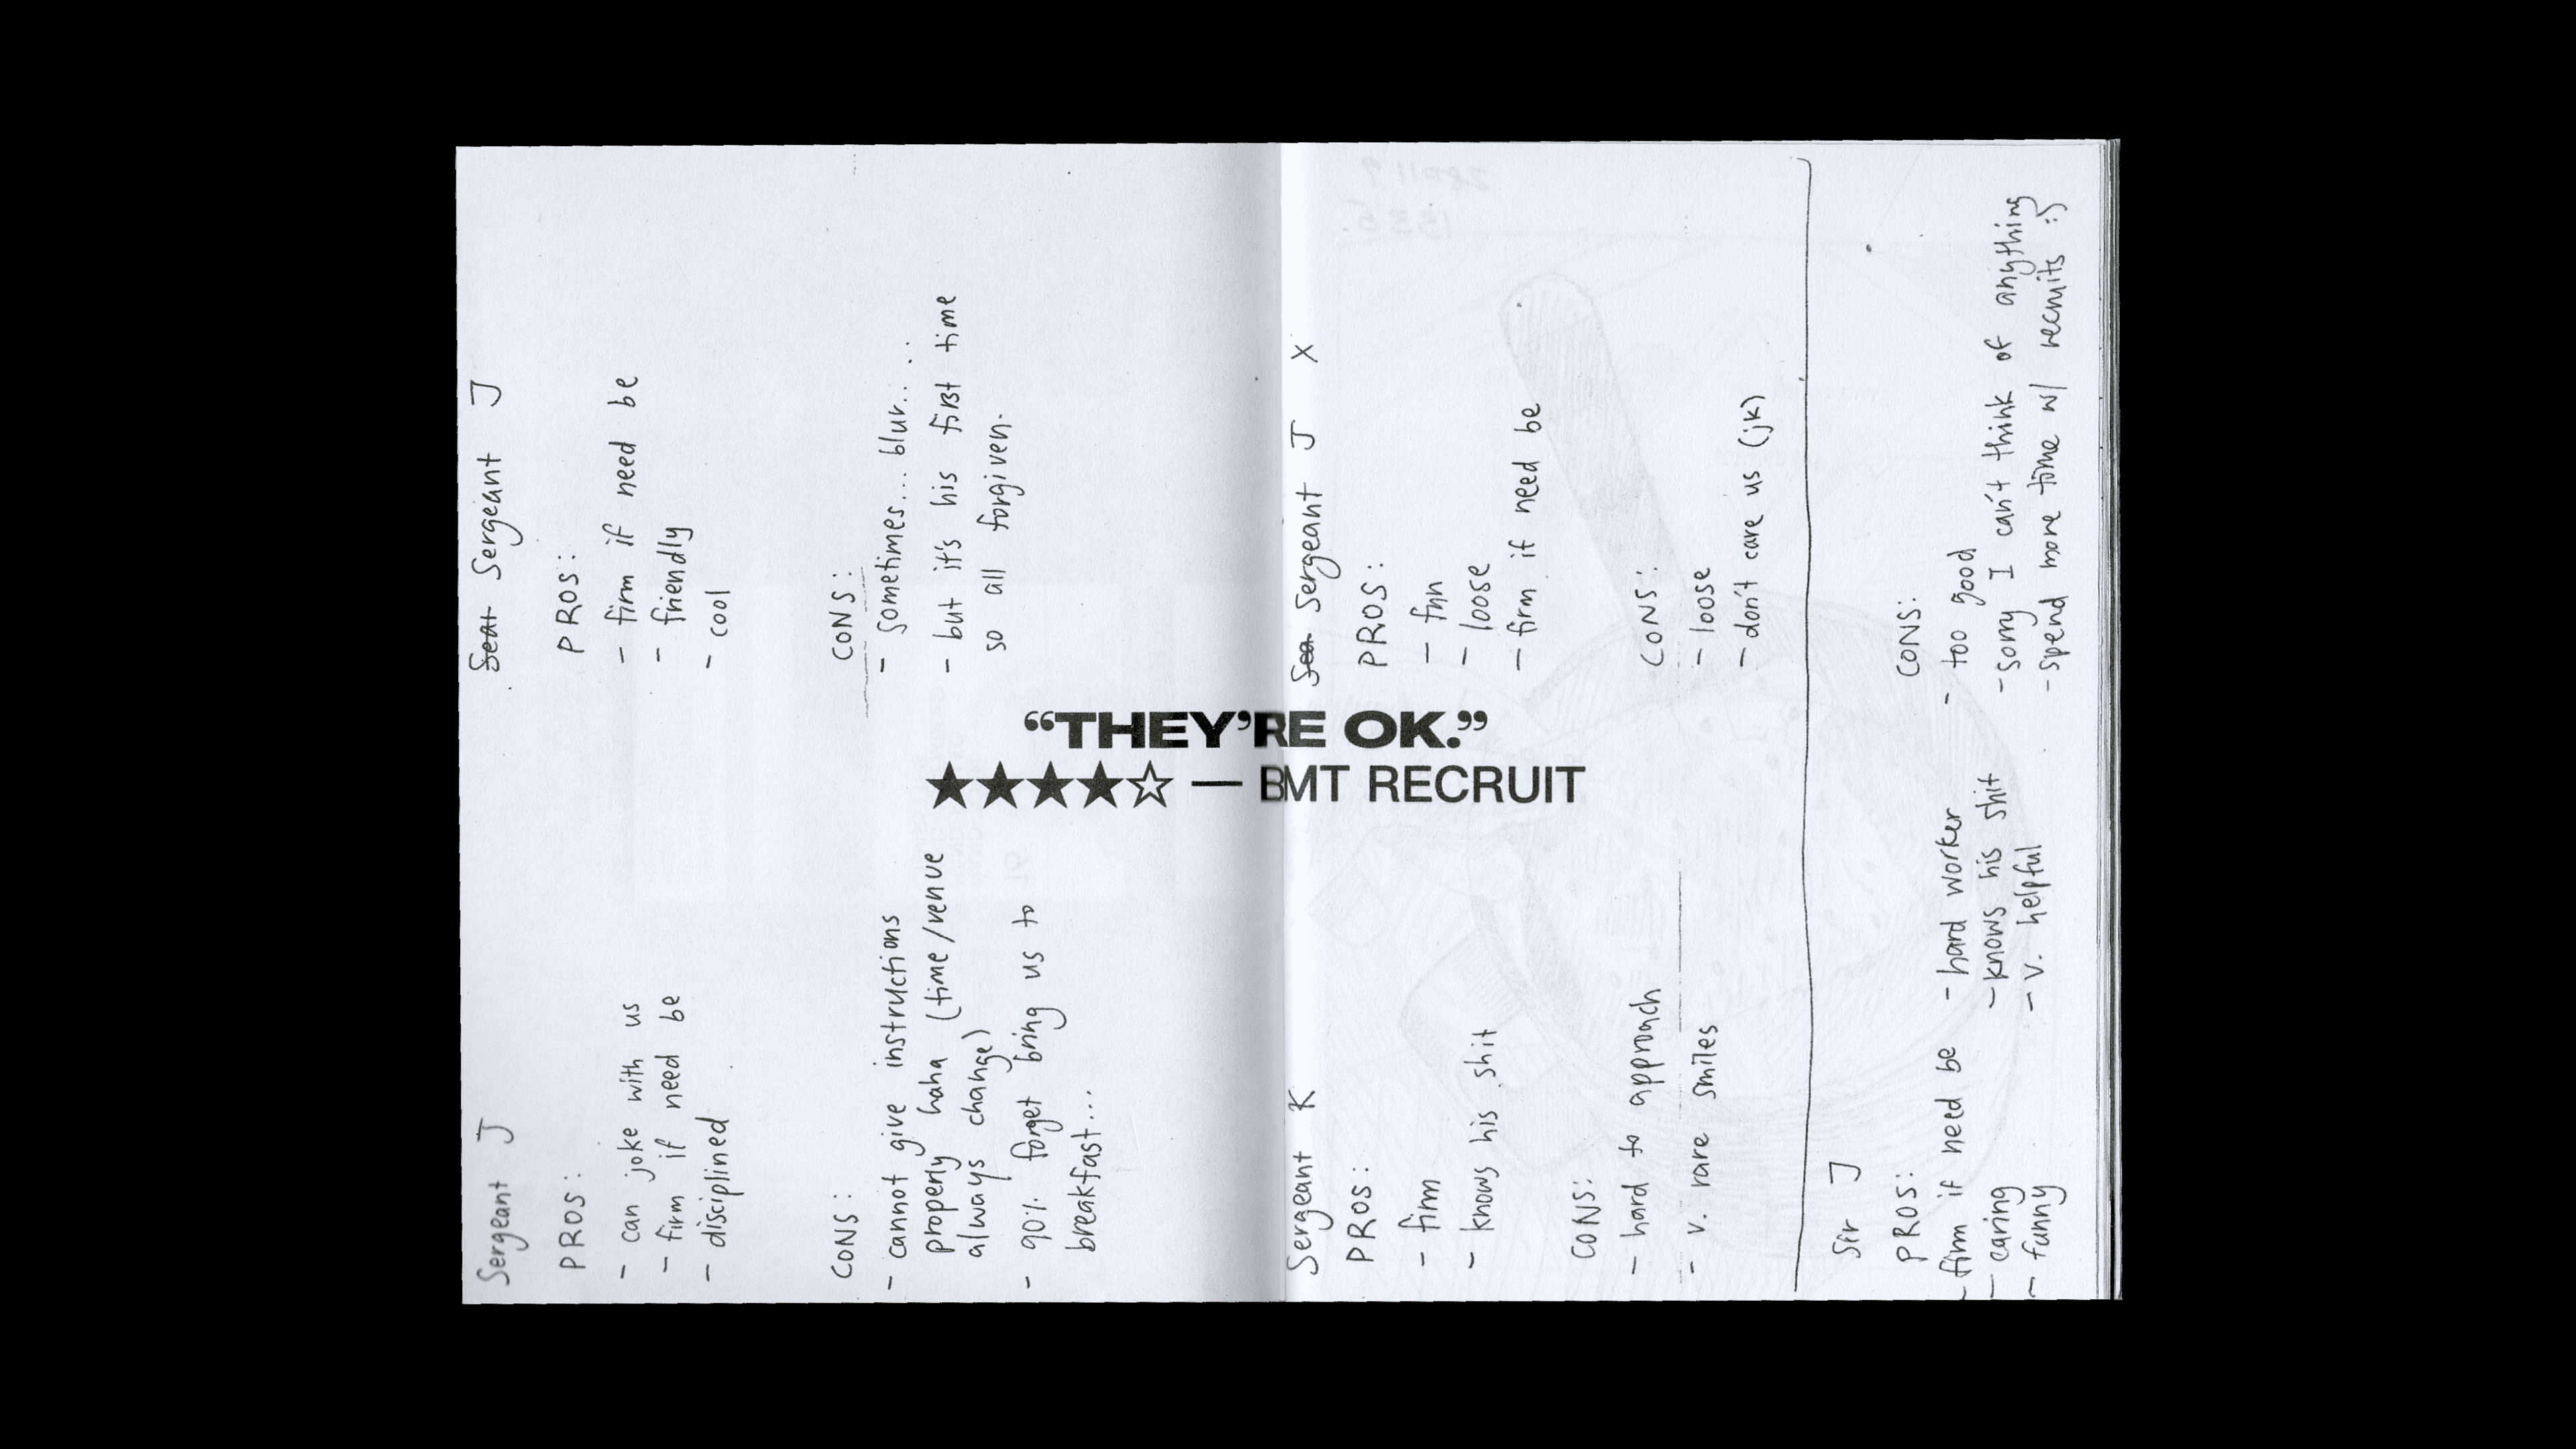 Sergeant J
PROS:
- can joke with us
- firm if need be
- disciplined
CONS:
- cannot give instructions
properly haha (time/venue
always change)
- 90% forget bring us to
breakfast...
Seat Sergeant J
PROS:
- firm if need be
- friendly
- cool
CONS:
- sometimes... blur.....
- but it's his first time
so all forgiven.
“THEY’RE OK.”
★★★★☆ — BMT RECRUIT
Sergeant K
PROS:
- firm
- knows his shit
CONS:
- hard to approach
- v. rare smiles
Sea Sergeant J X
PROS:
- fun
- loose
- firm if need be
CONS:
- loose
- don't care us (jk)
Sir J
PROS:
- firm if need be
- caring
- funny
- hard worker
- knows his shit
- v. helpful
CONS:
- too good
- sorry I can't think of anything
- spend more time w/ recruits :)